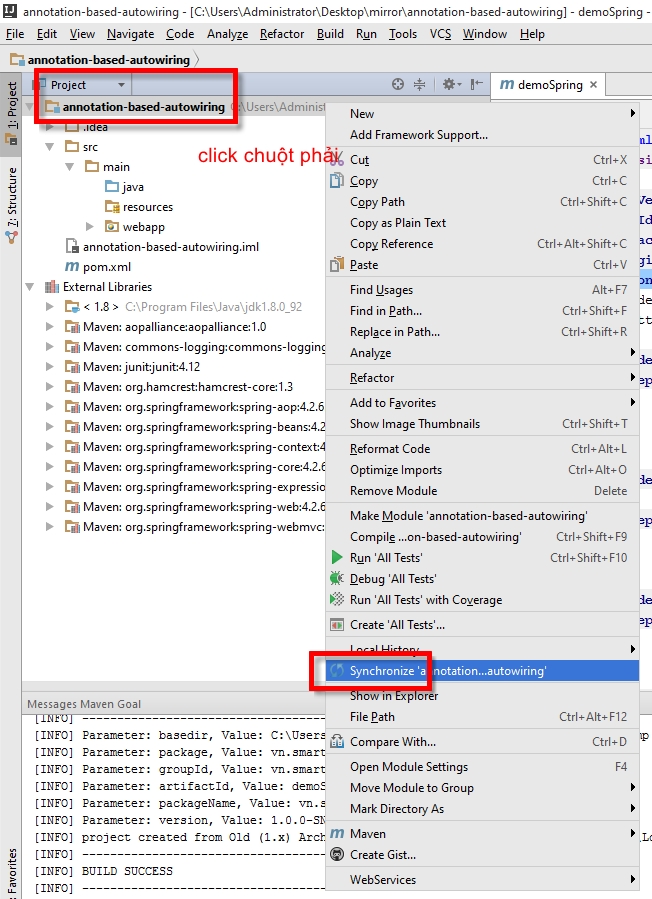 annotation-based-autowiring - [C:\Users\Administrator\Desktop\mirror\annotation-based-autowiring] - demoSpring -
File Edit View Navigate Code Analyze Refactor Build Run Tools VCS Window Help
annotation-based-autowiring
1: Project
7: Structure
Favorites
Project
demoSpring
annotation-based-autowiring C:\Users\Administ
.idea
src
main
java
resources
webapp
annotation-based-autowiring.iml
pom.xml
External Libraries
< 1.8 > C:\Program Files\Java\jdk1.8.0_92
Maven: aopalliance:aopalliance:1.0
Maven: commons-logging:commons-logging
Maven: junit:junit:4.12
Maven: org.hamcrest:hamcrest-core:1.3
Maven: org.springframework:spring-aop:4.2.6
Maven: org.springframework:spring-beans:4.2
Maven: org.springframework:spring-context:4
Maven: org.springframework:spring-core:4.2.6
Maven: org.springframework:spring-expressio
Maven: org.springframework:spring-web:4.2.6
Maven: org.springframework:spring-webmvc:
click chuột phải
New
Add Framework Support...
Cut Ctrl+X
Copy Ctrl+C
Copy Path Ctrl+Shift+C
Copy as Plain Text
Copy Reference Ctrl+Alt+Shift+C
Paste Ctrl+V
Find Usages Alt+F7
Find in Path... Ctrl+Shift+F
Replace in Path... Ctrl+Shift+R
Analyze
Refactor
Add to Favorites
Show Image Thumbnails Ctrl+Shift+T
Reformat Code Ctrl+Alt+L
Optimize Imports Ctrl+Alt+O
Remove Module Delete
Make Module 'annotation-based-autowiring'
Compile ...on-based-autowiring' Ctrl+Shift+F9
Run 'All Tests' Ctrl+Shift+F10
Debug 'All Tests'
Run 'All Tests' with Coverage
Create 'All Tests'...
Local History
Synchronize 'annotation...autowiring'
Show in Explorer
File Path Ctrl+Alt+F12
Compare With... Ctrl+D
Open Module Settings F4
Move Module to Group
Mark Directory As
Maven
Create Gist...
WebServices
Messages Maven Goal
[INFO] ----------------------------------
[INFO] Parameter: basedir, Value: C:\Users
[INFO] Parameter: package, Value: vn.smart
[INFO] Parameter: groupId, Value: vn.smart
[INFO] Parameter: artifactId, Value: demoS
[INFO] Parameter: packageName, Value: vn.s
[INFO] Parameter: version, Value: 1.0.0-SN
[INFO] project created from Old (1.x) Arch
[INFO] ----------------------------------
[INFO] BUILD SUCCESS
[INFO] ----------------------------------